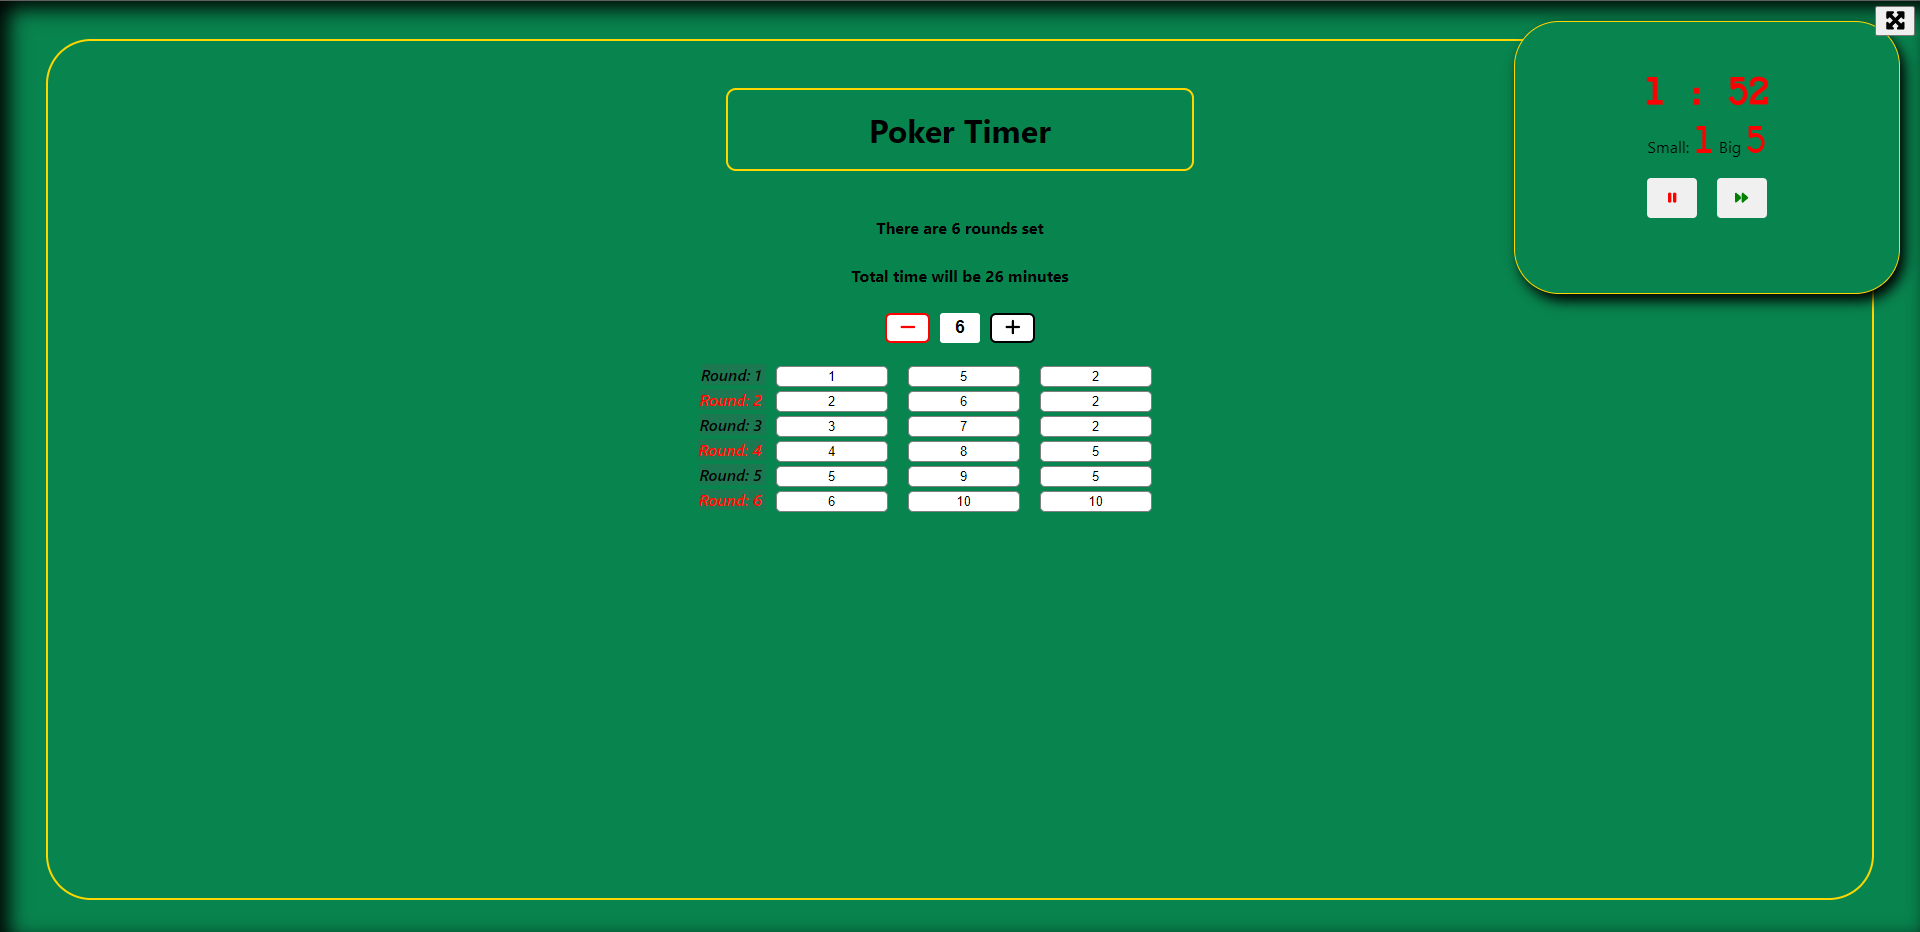 Poker Timer
There are 6 rounds set
Total time will be 26 minutes
6
Round: 1 1 5 2
Round: 2 2 6 2
Round: 3 3 7 2
Round: 4 4 8 5
Round: 5 5 9 5
Round: 6 6 10 10
1 : 52
Small: 1 Big 5